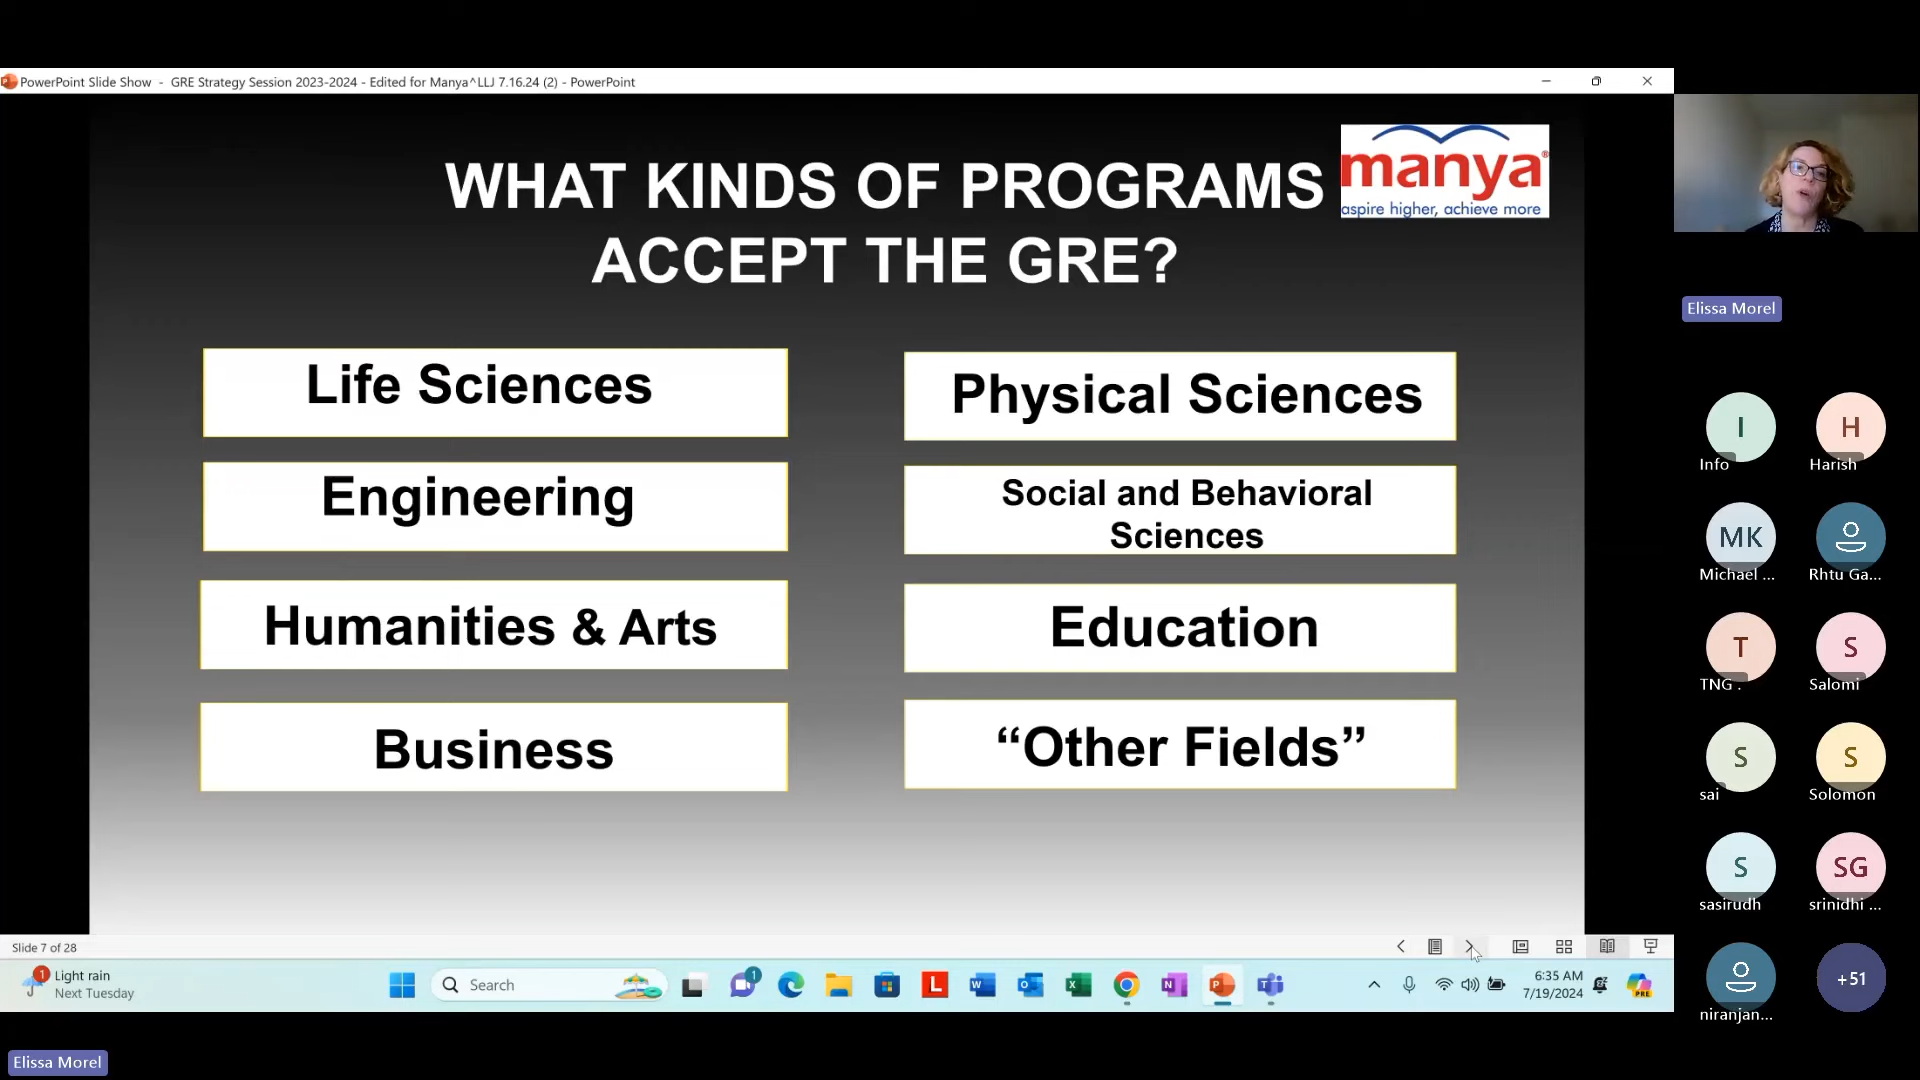 PowerPoint Slide Show - GRE Strategy Session 2023-2024 - Edited for Manya^LLJ 7.16.24 (2) - PowerPoint
WHAT KINDS OF PROGRAMS
ACCEPT THE GRE?
manya®
aspire higher, achieve more
Life Sciences
Physical Sciences
Engineering
Social and Behavioral
Sciences
Humanities & Arts
Education
Business
“Other Fields”
Elissa Morel
I
Info
H
Harish
MK
Michael ...
Rhtu Ga...
T
TNG .
S
Salomi
S
sai
S
Solomon
S
sasirudh
SG
srinidhi ...
niranjan...
+51
Slide 7 of 28
1
Light rain
Next Tuesday
Search
1
L
W
X
N
P
T
6:35 AM
7/19/2024
PRE
Elissa Morel